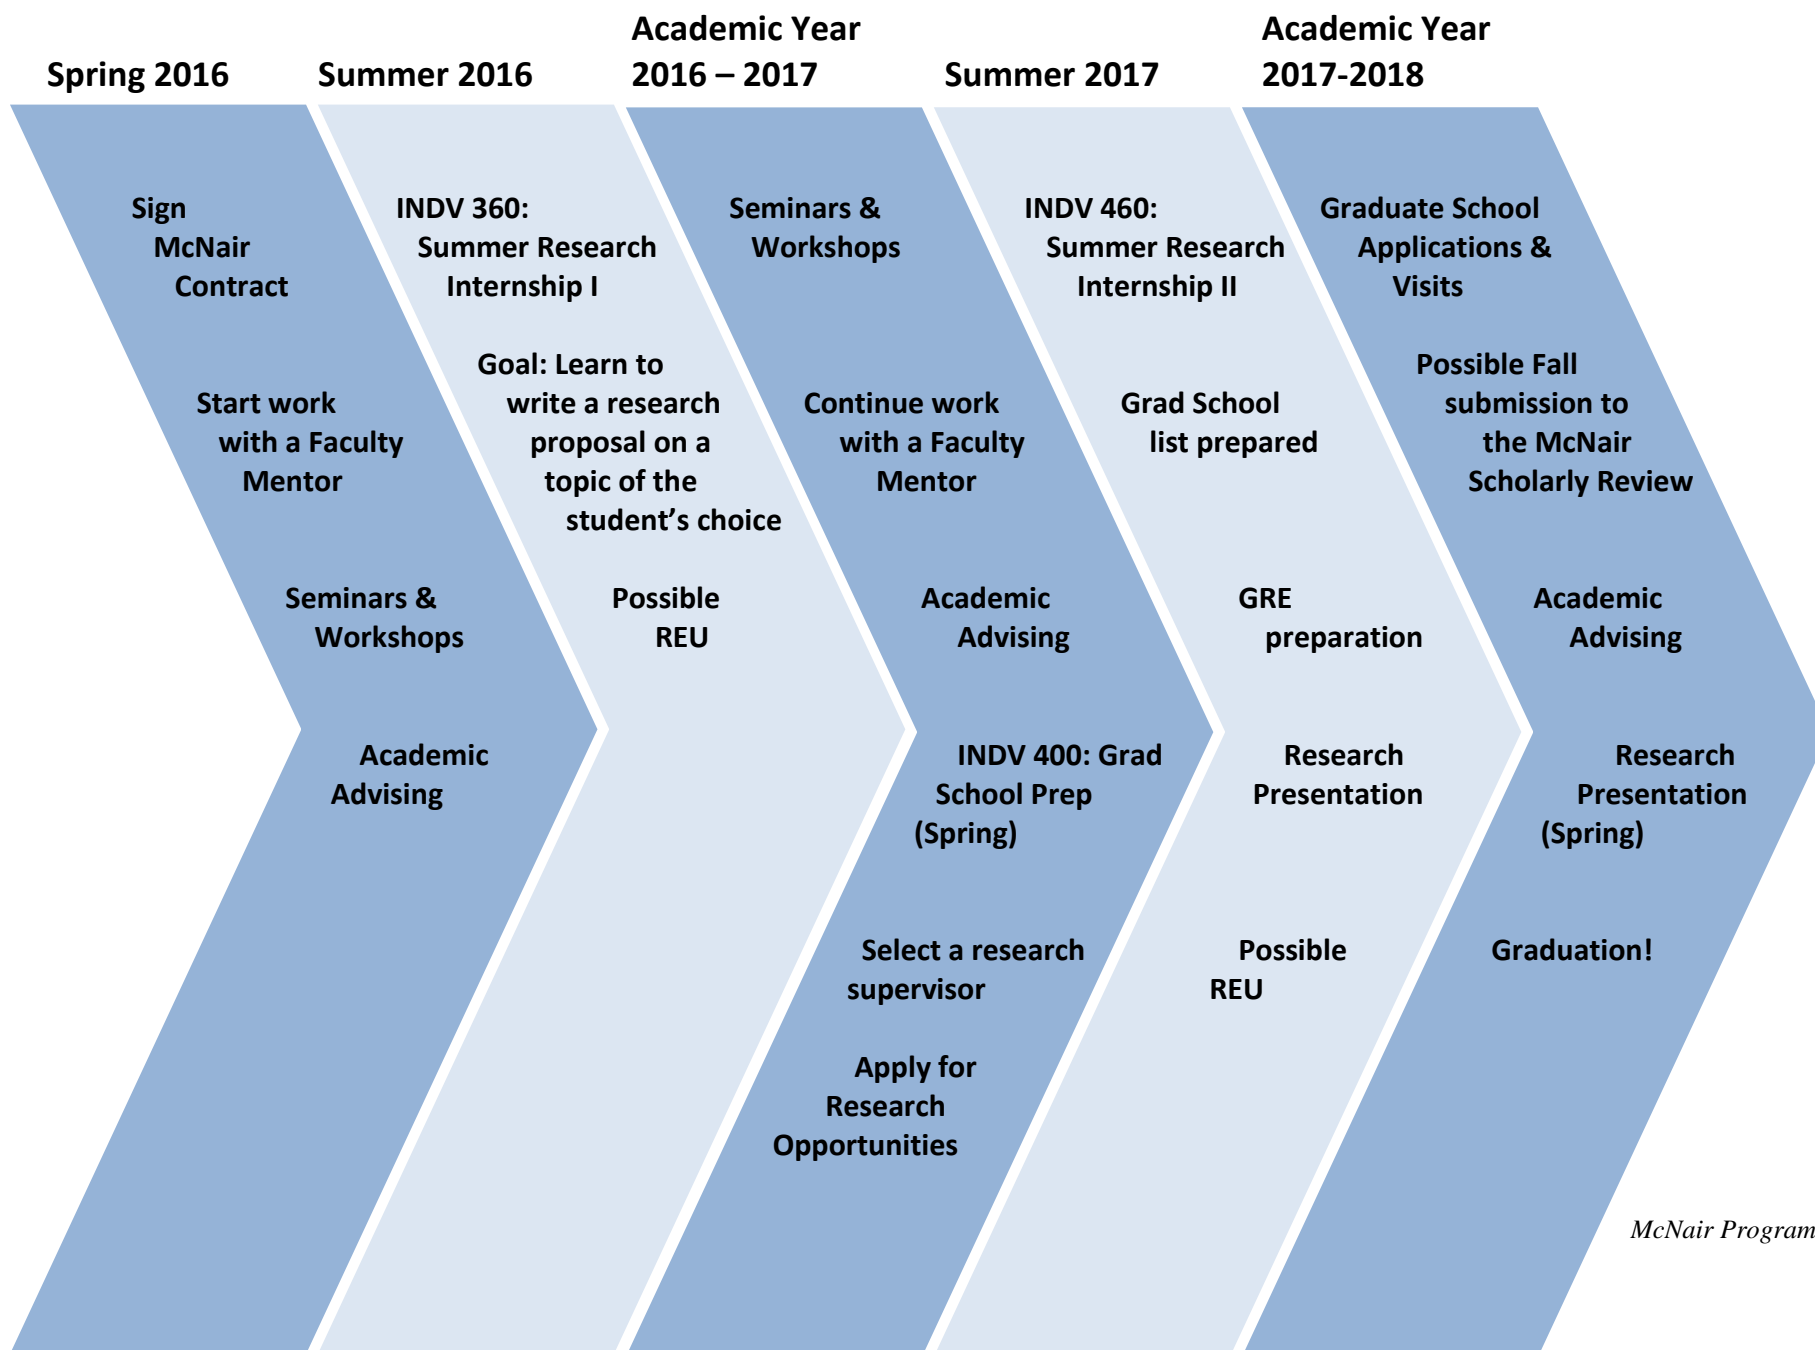 Spring 2016
Summer 2016
Academic Year
2016 – 2017
Summer 2017
Academic Year
2017-2018
Sign
McNair
Contract
Start work
with a Faculty
Mentor
Seminars &
Workshops
Academic
Advising
INDV 360:
Summer Research
Internship I
Goal: Learn to
write a research
proposal on a
topic of the
student’s choice
Possible
REU
Seminars &
Workshops
Continue work
with a Faculty
Mentor
Academic
Advising
INDV 400: Grad
School Prep
(Spring)
Select a research
supervisor
Apply for
Research
Opportunities
INDV 460:
Summer Research
Internship II
Grad School
list prepared
GRE
preparation
Research
Presentation
Possible
REU
Graduate School
Applications &
Visits
Possible Fall
submission to
the McNair
Scholarly Review
Academic
Advising
Research
Presentation
(Spring)
Graduation!
McNair Program